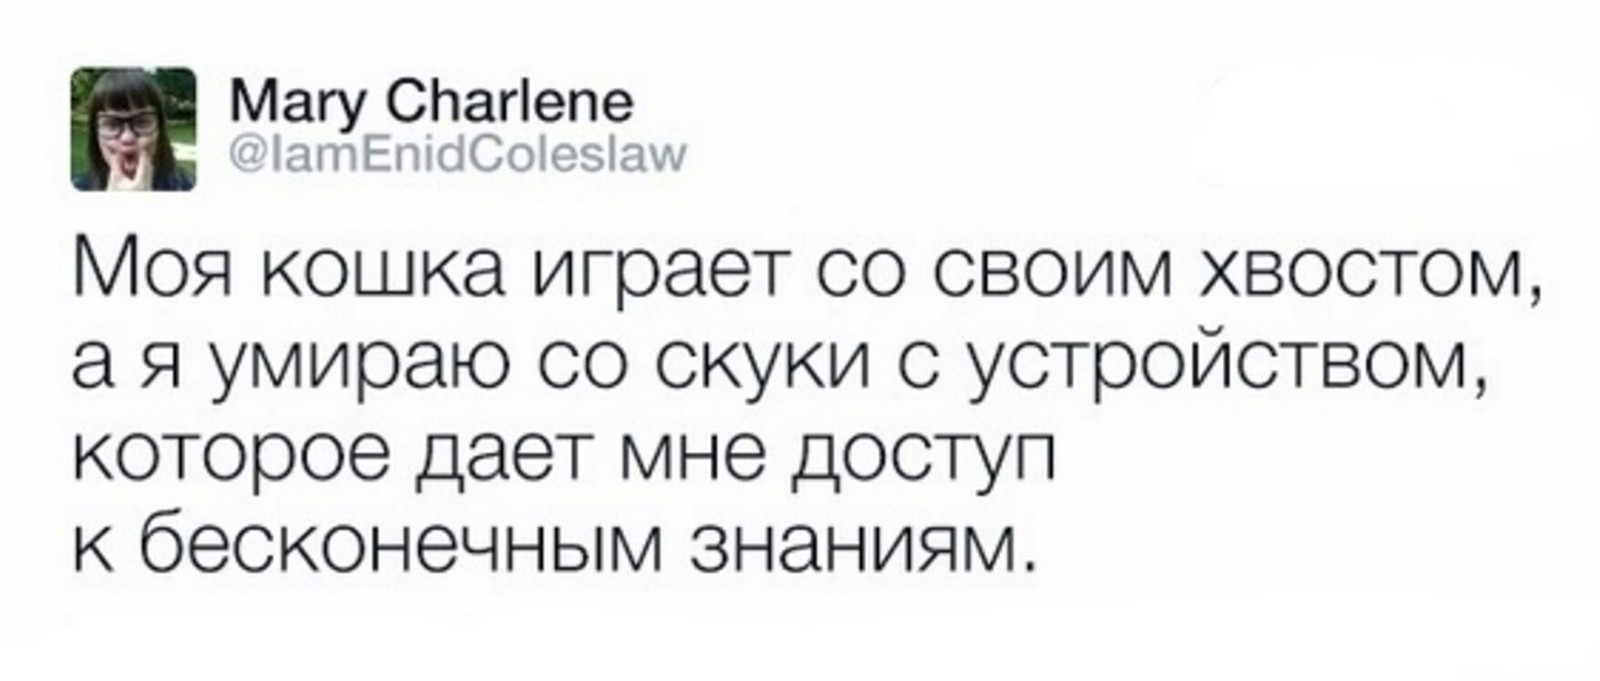 Mary Charlene
@IamEnidColeslaw
Моя кошка играет со своим хвостом,
а я умираю со скуки с устройством,
которое дает мне доступ
к бесконечным знаниям.